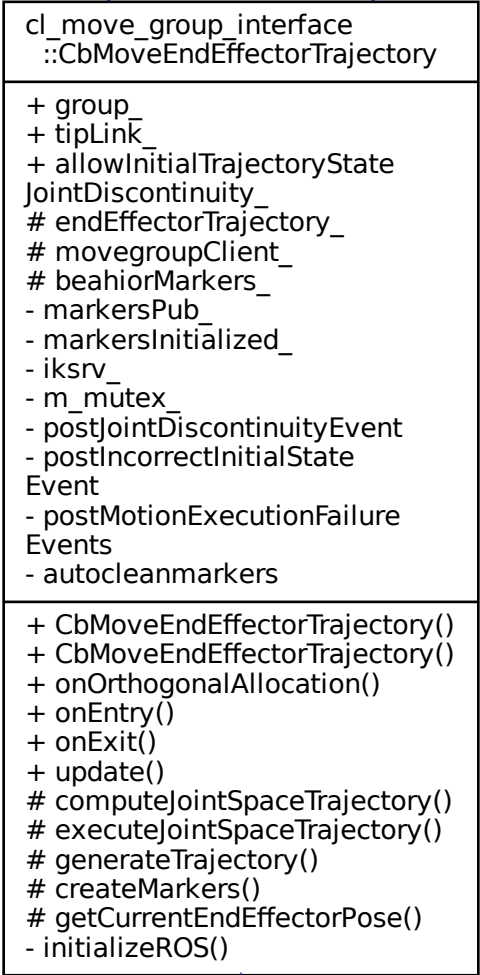 cl_move_group_interface
::CbMoveEndEffectorTrajectory
+ group_
+ tipLink_
+ allowInitialTrajectoryState
JointDiscontinuity_
# endEffectorTrajectory_
# movegroupClient_
# beahiorMarkers_
- markersPub_
- markersInitialized_
- iksrv_
- m_mutex_
- postJointDiscontinuityEvent
- postIncorrectInitialState
Event
- postMotionExecutionFailure
Events
- autocleanmarkers
+ CbMoveEndEffectorTrajectory()
+ CbMoveEndEffectorTrajectory()
+ onOrthogonalAllocation()
+ onEntry()
+ onExit()
+ update()
# computeJointSpaceTrajectory()
# executeJointSpaceTrajectory()
# generateTrajectory()
# createMarkers()
# getCurrentEndEffectorPose()
- initializeROS()